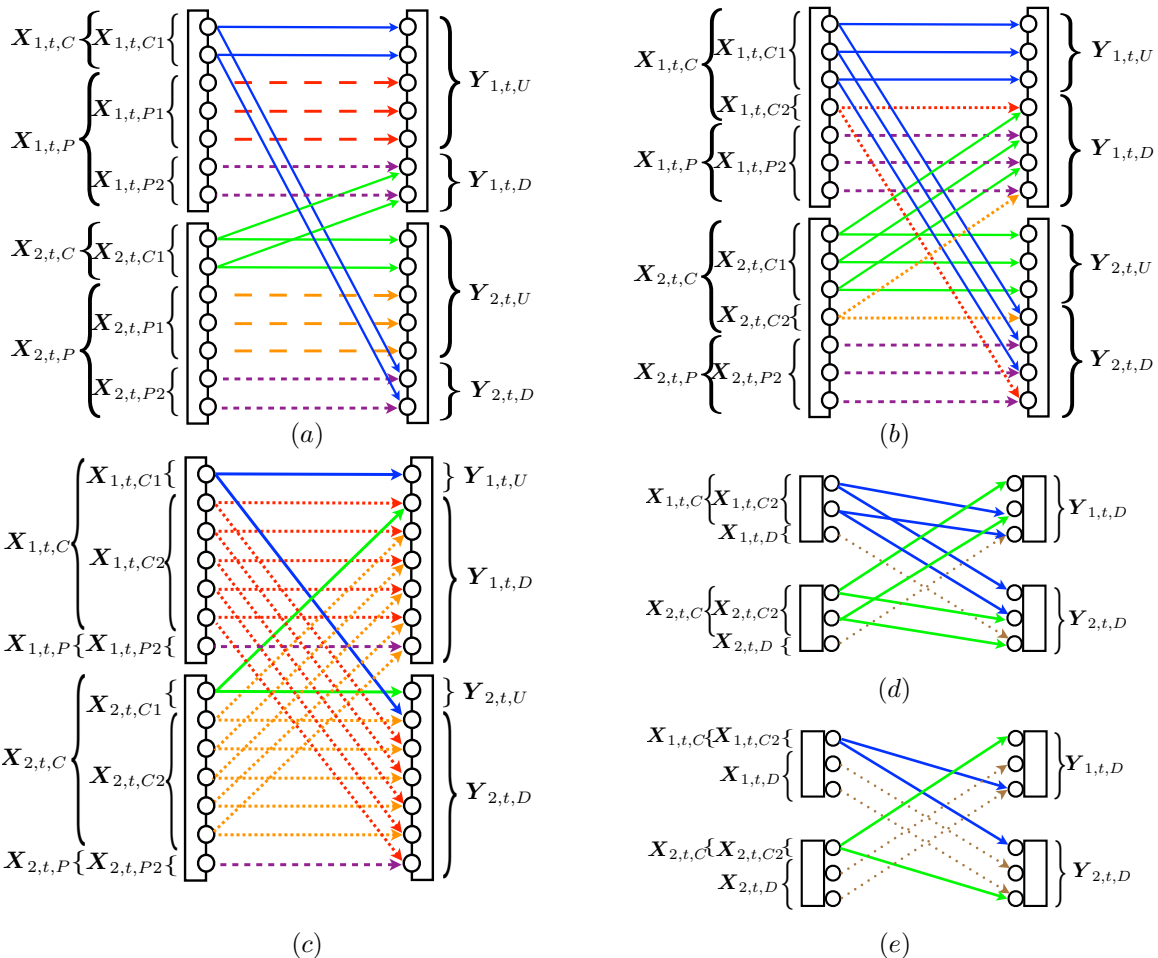 X_{1,t,C} { X_{1,t,C1} {
X_{1,t,P} { X_{1,t,P1} {
X_{1,t,P2} {
X_{2,t,C} { X_{2,t,C1} {
X_{2,t,P} { X_{2,t,P1} {
X_{2,t,P2} {
} Y_{1,t,U}
} Y_{1,t,D}
} Y_{2,t,U}
} Y_{2,t,D}
(a)
X_{1,t,C} { X_{1,t,C1} {
X_{1,t,C2} {
X_{1,t,P} { X_{1,t,P2} {
X_{2,t,C} { X_{2,t,C1} {
X_{2,t,C2} {
X_{2,t,P} { X_{2,t,P2} {
} Y_{1,t,U}
} Y_{1,t,D}
} Y_{2,t,U}
} Y_{2,t,D}
(b)
X_{1,t,C} { X_{1,t,C1} {
X_{1,t,C2} {
X_{1,t,P} { X_{1,t,P2} {
X_{2,t,C} { X_{2,t,C1} {
X_{2,t,C2} {
X_{2,t,P} { X_{2,t,P2} {
} Y_{1,t,U}
} Y_{1,t,D}
} Y_{2,t,U}
} Y_{2,t,D}
(c)
X_{1,t,C} { X_{1,t,C2} {
X_{1,t,D} {
X_{2,t,C} { X_{2,t,C2} {
X_{2,t,D} {
} Y_{1,t,D}
} Y_{2,t,D}
(d)
X_{1,t,C} { X_{1,t,C2} {
X_{1,t,D} {
X_{2,t,C} { X_{2,t,C2} {
X_{2,t,D} {
} Y_{1,t,D}
} Y_{2,t,D}
(e)